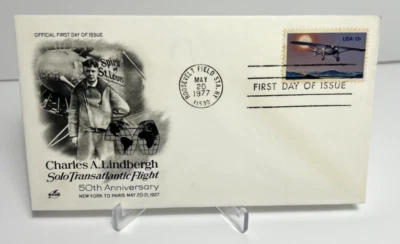 OFFICIAL FIRST DAY OF ISSUE
Spirit of
St. Louis
USA 13c
ROOSEVELT FIELD STA. NY
MAY
20
1977
11530
FIRST DAY OF ISSUE
Charles A. Lindbergh
Solo Transatlantic Flight
50th Anniversary
NEW YORK TO PARIS MAY 20-21, 1927